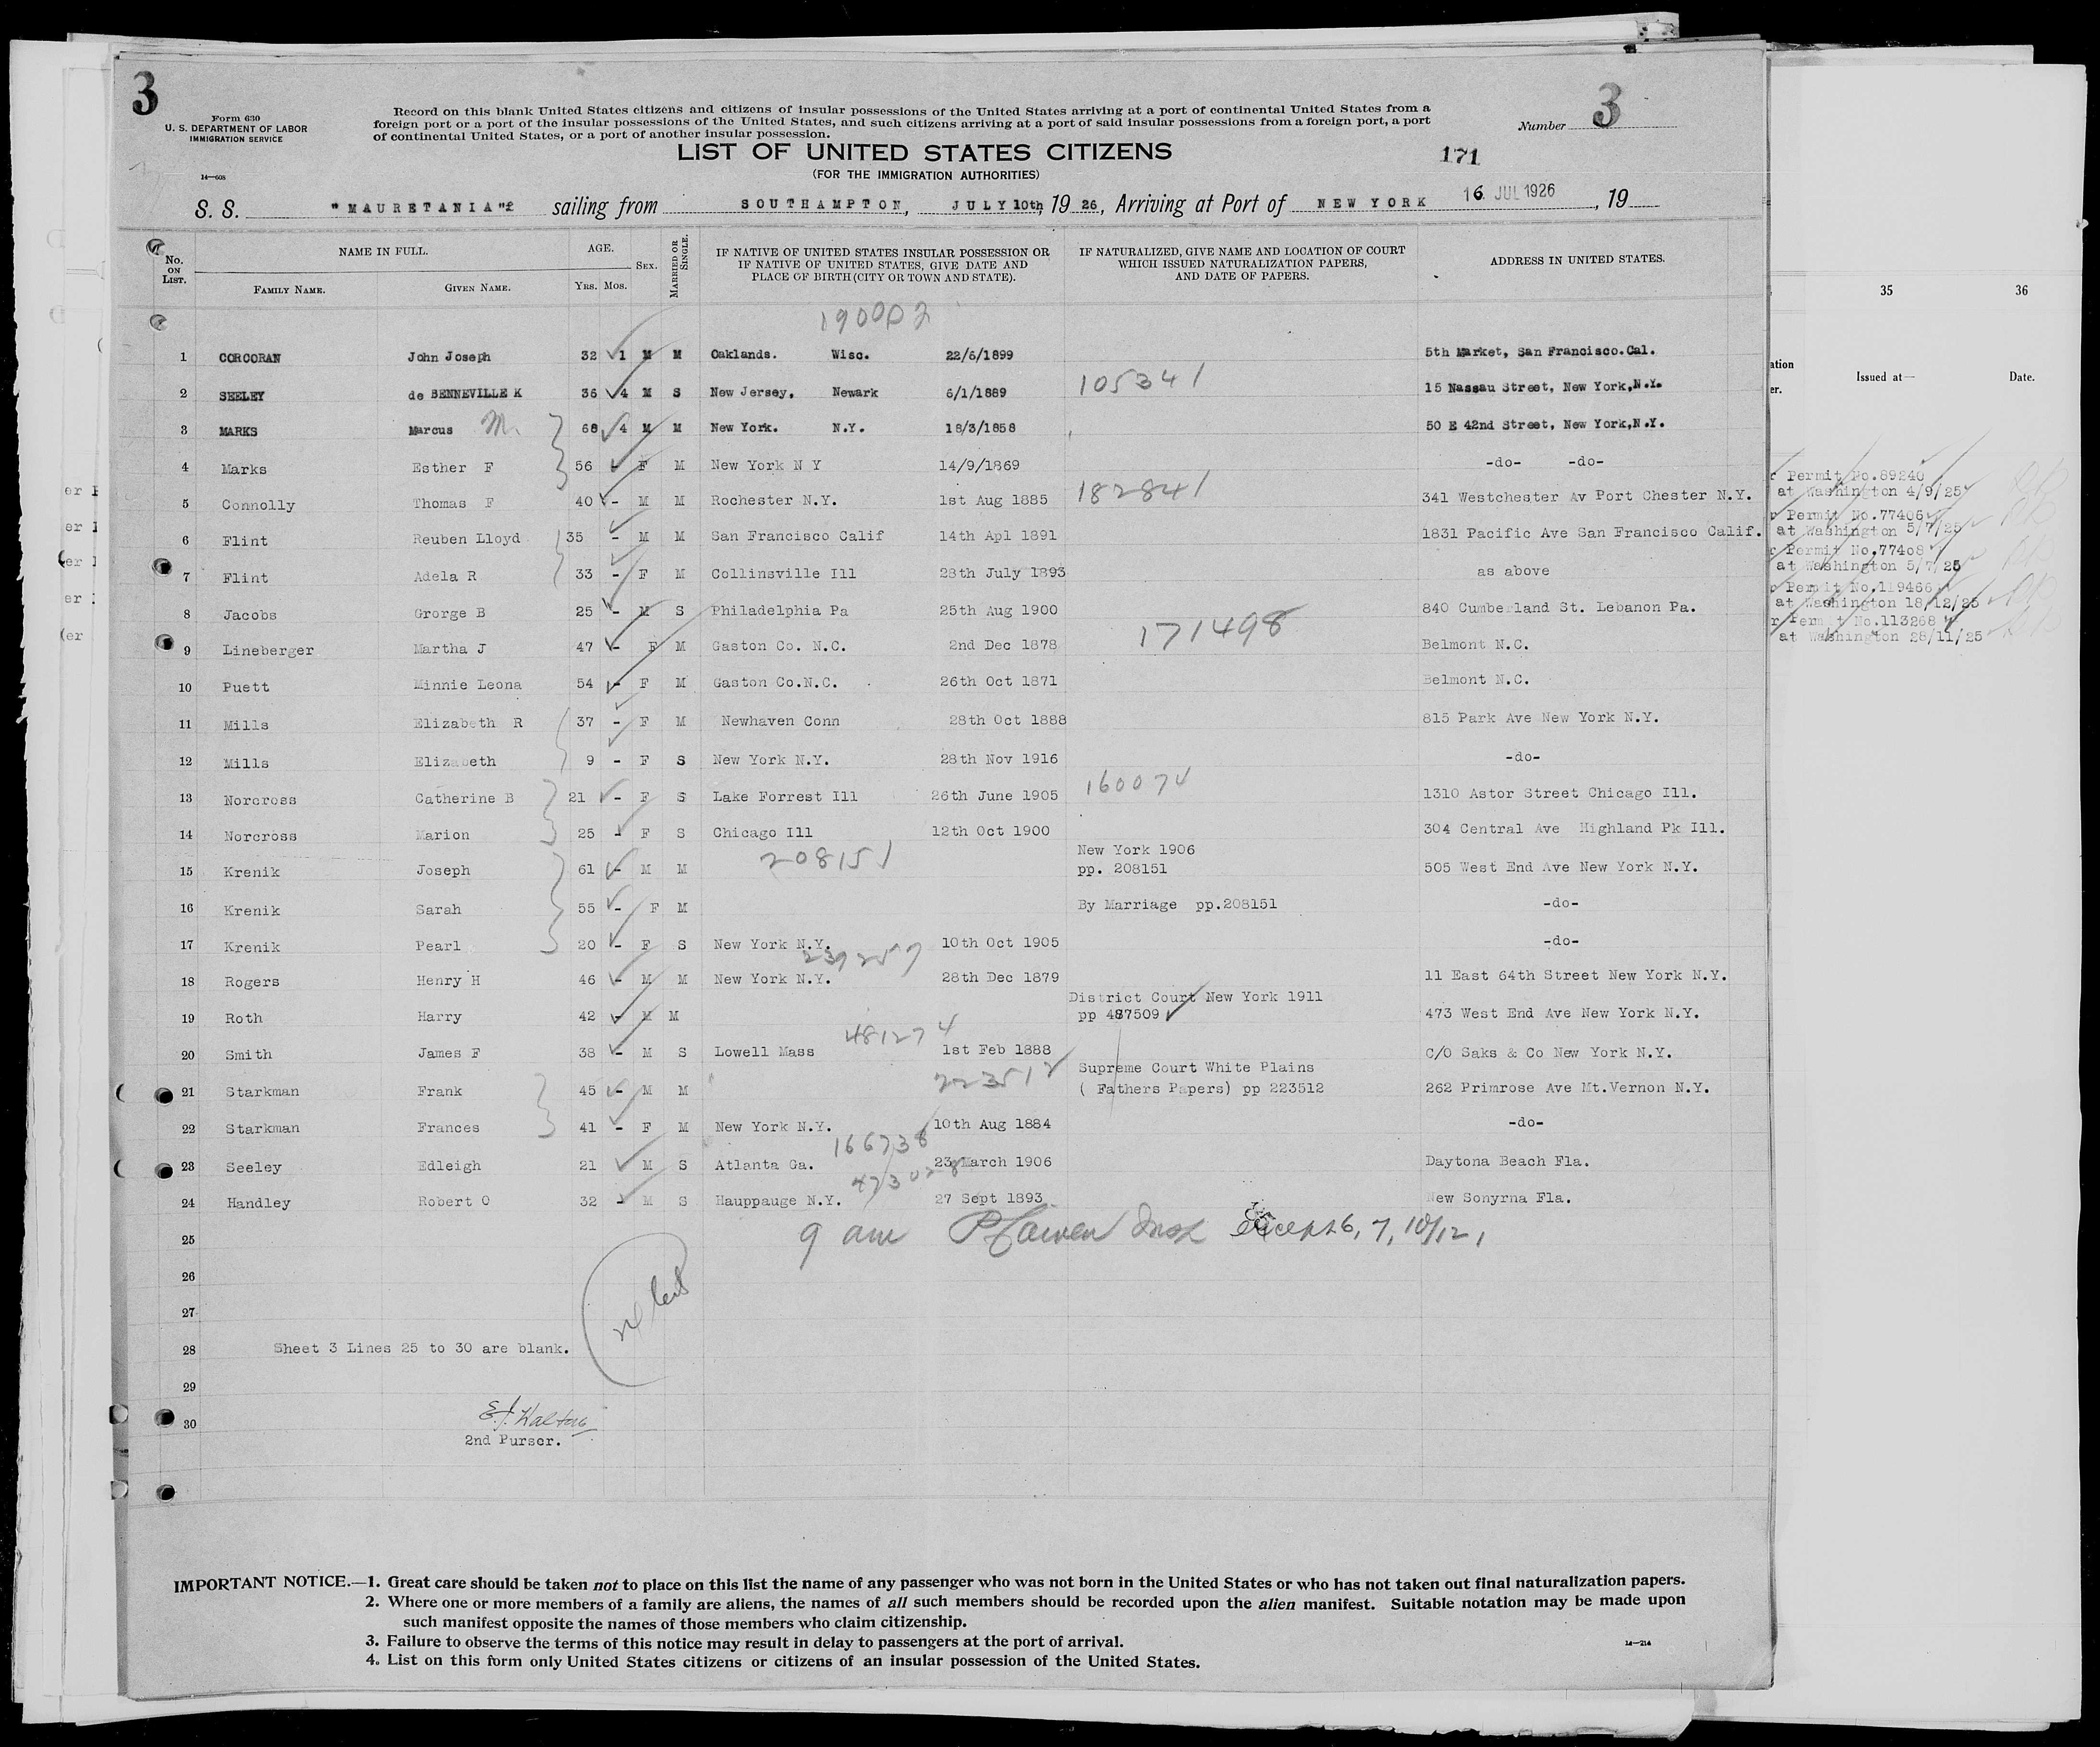 3
Form 630
U. S. DEPARTMENT OF LABOR
IMMIGRATION SERVICE
14—608
Record on this blank United States citizens and citizens of insular possessions of the United States arriving at a port of continental United States from a
foreign port or a port of the insular possessions of the United States, and such citizens arriving at a port of said insular possessions from a foreign port, a port
of continental United States, or a port of another insular possession.
Number 3
LIST OF UNITED STATES CITIZENS
171
(FOR THE IMMIGRATION AUTHORITIES)
S. S. "MAURETANIA" sailing from SOUTHAMPTON, JULY 10th, 19 26, Arriving at Port of NEW YORK 16 JUL 1926, 19
No. ON LIST. NAME IN FULL. FAMILY NAME. GIVEN NAME. AGE. YRS. MOS. SEX. MARRIED OR SINGLE. IF NATIVE OF UNITED STATES INSULAR POSSESSION OR IF NATIVE OF UNITED STATES, GIVE DATE AND PLACE OF BIRTH (CITY OR TOWN AND STATE). IF NATURALIZED, GIVE NAME AND LOCATION OF COURT WHICH ISSUED NATURALIZATION PAPERS, AND DATE OF PAPERS. ADDRESS IN UNITED STATES.
35 36
Issued at— Date.
190002
1 CORCORAN John Joseph 32 1 M M Oaklands. Wisc. 22/6/1899 5th Market, San Francisco.Cal.
2 SEELEY de BENNEVILLE K 36 4 M S New Jersey, Newark 6/1/1889 105341 15 Nassau Street, New York,N.Y.
3 MARKS Marcus M. 68 4 M M New York. N.Y. 18/3/1858 50 E 42nd Street, New York,N.Y.
4 Marks Esther F 56 - F M New York N Y 14/9/1869 -do- -do-
5 Connolly Thomas F 40 - M M Rochester N.Y. 1st Aug 1885 182841 341 Westchester Av Port Chester N.Y.
6 Flint Reuben Lloyd 35 - M M San Francisco Calif 14th Apl 1891 1831 Pacific Ave San Francisco Calif.
7 Flint Adela R 33 - F M Collinsville Ill 28th July 1893 as above
8 Jacobs Grorge B 25 - M S Philadelphia Pa 25th Aug 1900 840 Cumberland St. Lebanon Pa.
9 Lineberger Martha J 47 - F M Gaston Co. N.C. 2nd Dec 1878 171498 Belmont N.C.
10 Puett Minnie Leona 54 - F M Gaston Co.N.C. 26th Oct 1871 Belmont N.C.
11 Mills Elizabeth R 37 - F M Newhaven Conn 28th Oct 1888 815 Park Ave New York N.Y.
12 Mills Elizabeth 9 - F S New York N.Y. 28th Nov 1916 -do-
13 Norcross Catherine B 21 - F S Lake Forrest Ill 26th June 1905 160074 1310 Astor Street Chicago Ill.
14 Norcross Marion 25 - F S Chicago Ill 12th Oct 1900 304 Central Ave Highland Pk Ill.
15 Krenik Joseph 61 - M M 208151 New York 1906 pp. 208151 505 West End Ave New York N.Y.
16 Krenik Sarah 55 - F M By Marriage pp.208151 -do-
17 Krenik Pearl 20 - F S New York N.Y. 10th Oct 1905 -do-
239257
18 Rogers Henry H 46 - M M New York N.Y. 28th Dec 1879 11 East 64th Street New York N.Y.
19 Roth Harry 42 - M M District Court New York 1911 pp 487509 473 West End Ave New York N.Y.
481274
20 Smith James F 38 - M S Lowell Mass 1st Feb 1888 C/O Saks & Co New York N.Y.
21 Starkman Frank 45 - M M 223512 Supreme Court White Plains ( Fathers Papers) pp 223512 262 Primrose Ave Mt.Vernon N.Y.
22 Starkman Frances 41 - F M New York N.Y. 10th Aug 1884 -do-
166738
23 Seeley Edleigh 21 M S Atlanta Ga. 23 March 1906 Daytona Beach Fla.
24 Handley Robert O 32 - M S Hauppauge N.Y. 27 Sept 1893 New Sonyrna Fla.
25 9 am Insp except 6, 7, 10/12,
26
27
28 Sheet 3 Lines 25 to 30 are blank.
29
30
E.J. Walton
2nd Purser.
Permit No.89240
at Washington 4/9/25
Permit No.77406
at Washington 5/7/25
Permit No.77408
at Washington 5/7/25
Permit No.119466
at Washington 18/12/25
Permit No.113268
at Washington 28/11/25
IMPORTANT NOTICE.—1. Great care should be taken not to place on this list the name of any passenger who was not born in the United States or who has not taken out final naturalization papers.
2. Where one or more members of a family are aliens, the names of all such members should be recorded upon the alien manifest. Suitable notation may be made upon
such manifest opposite the names of those members who claim citizenship.
3. Failure to observe the terms of this notice may result in delay to passengers at the port of arrival.
4. List on this form only United States citizens or citizens of an insular possession of the United States.
14—214